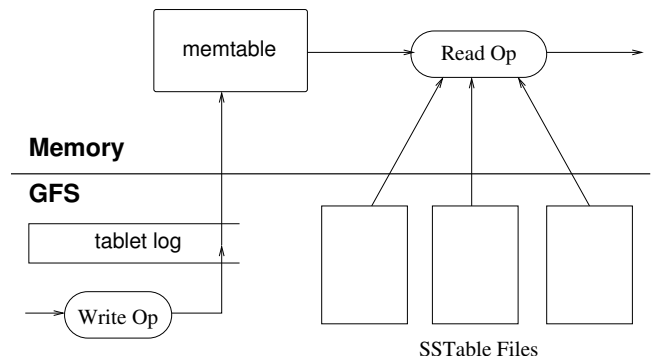 memtable
Read Op
Memory
GFS
tablet log
Write Op
SSTable Files